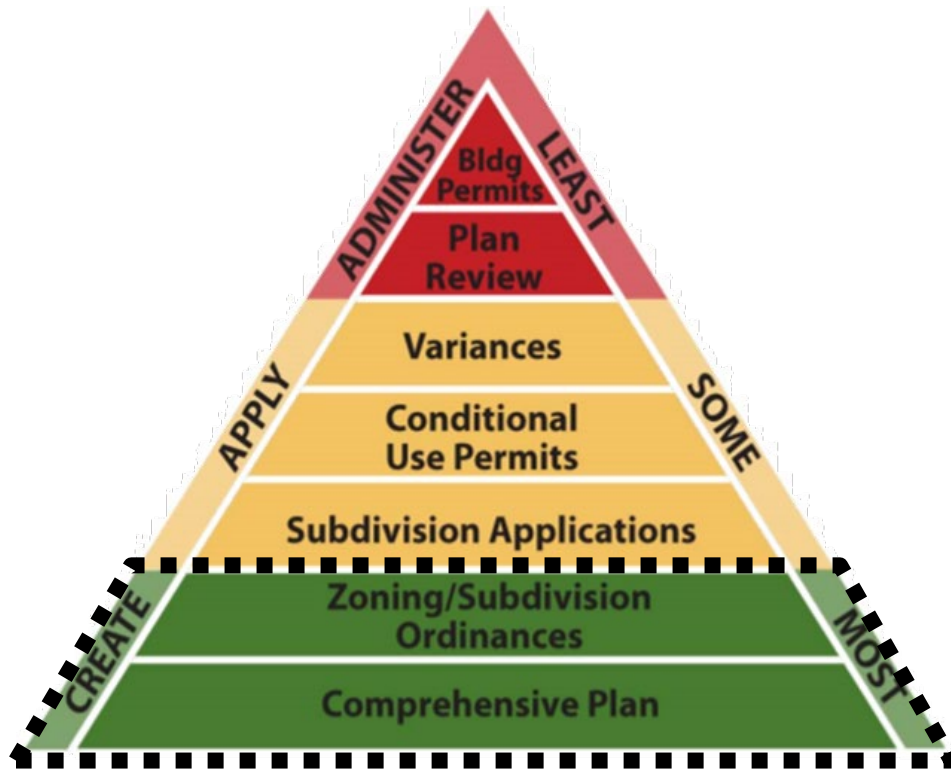 ADMINISTER
LEAST
Bldg
Permits
Plan
Review
Variances
APPLY
SOME
Conditional
Use Permits
Subdivision Applications
CREATE
MOST
Zoning/Subdivision
Ordinances
Comprehensive Plan